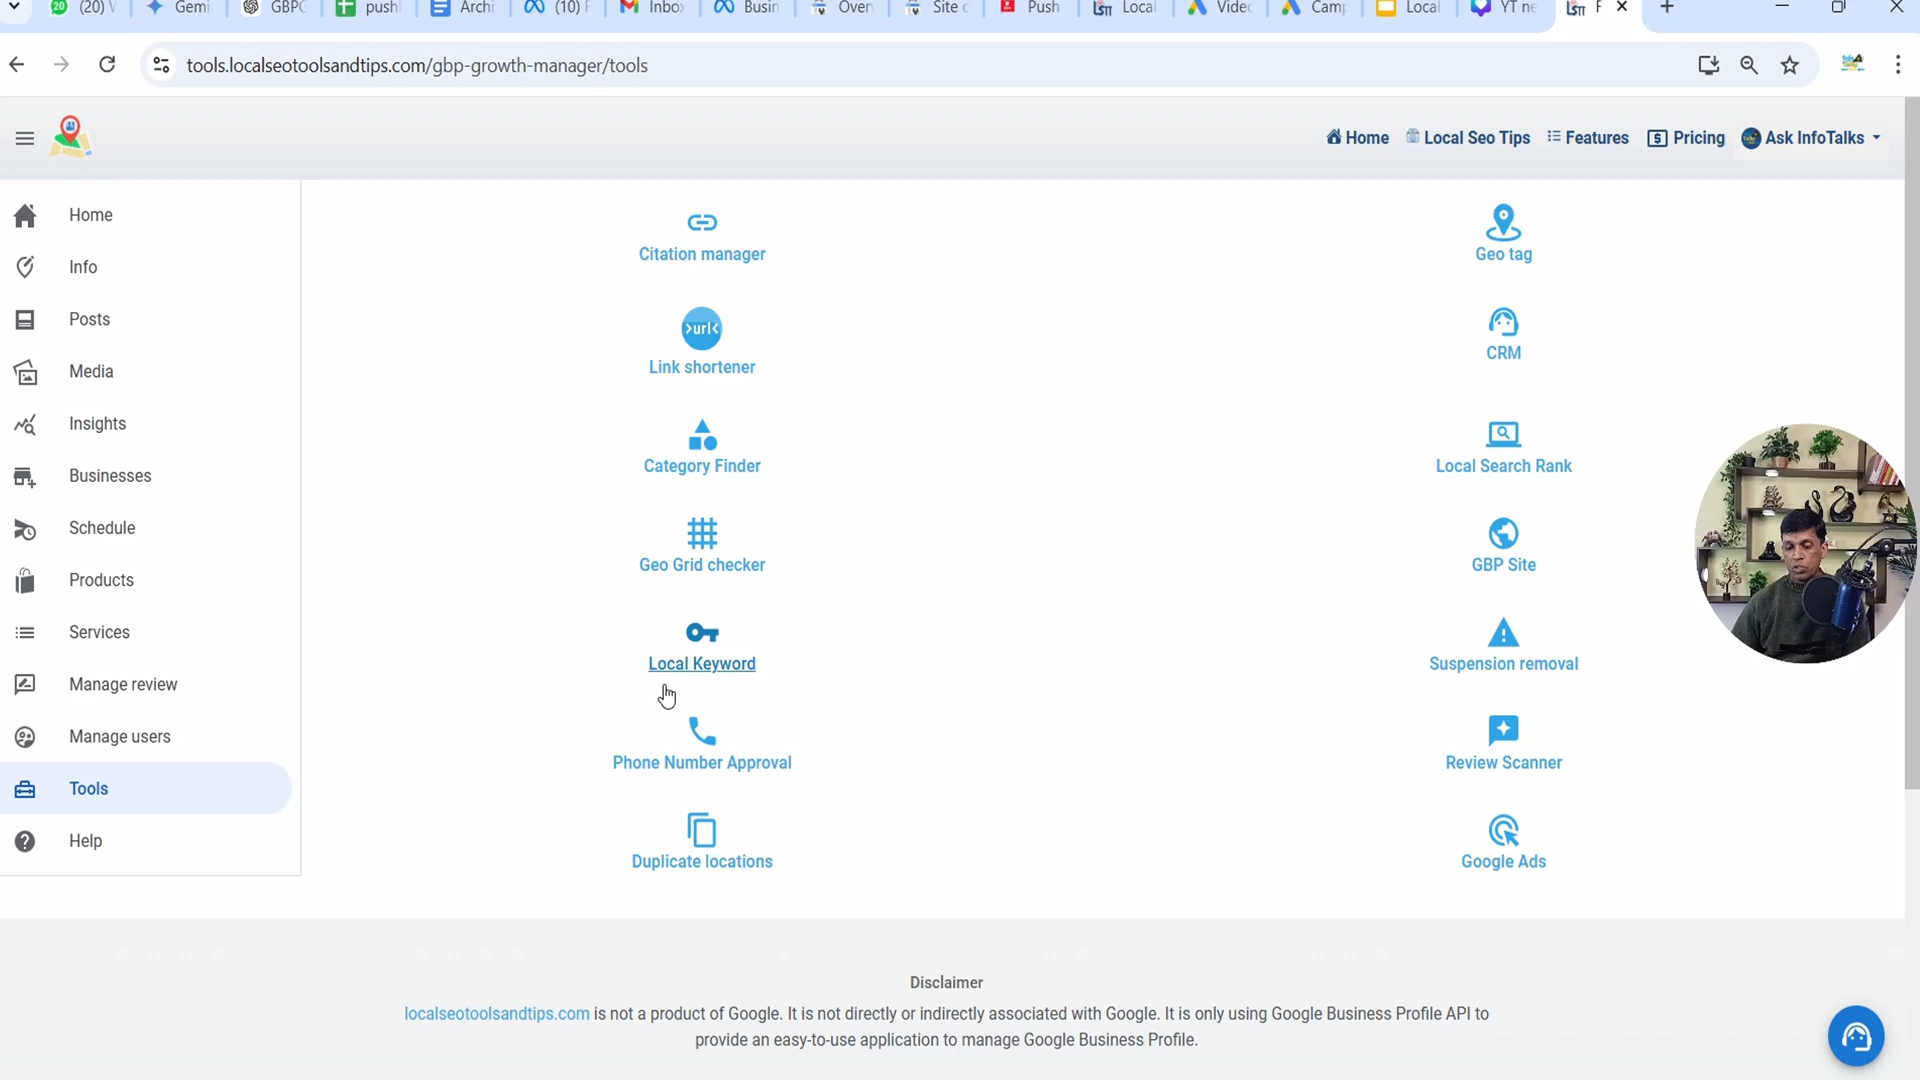 (20)
Gemi
GBPG
push
Archi
(10)
Inbo
Busin
Over
Site
Push
Local
Video
Camp
Local
YT ne
tools.localseotoolsandtips.com/gbp-growth-manager/tools
Home
Local Seo Tips
Features
Pricing
Ask InfoTalks
Home
Info
Posts
Media
Insights
Businesses
Schedule
Products
Services
Manage review
Manage users
Tools
Help
Citation manager
Geo tag
>url<
Link shortener
CRM
Category Finder
Local Search Rank
Geo Grid checker
GBP Site
Local Keyword
Suspension removal
Phone Number Approval
Review Scanner
Duplicate locations
Google Ads
Disclaimer
localseotoolsandtips.com is not a product of Google. It is not directly or indirectly associated with Google. It is only using Google Business Profile API to
provide an easy-to-use application to manage Google Business Profile.